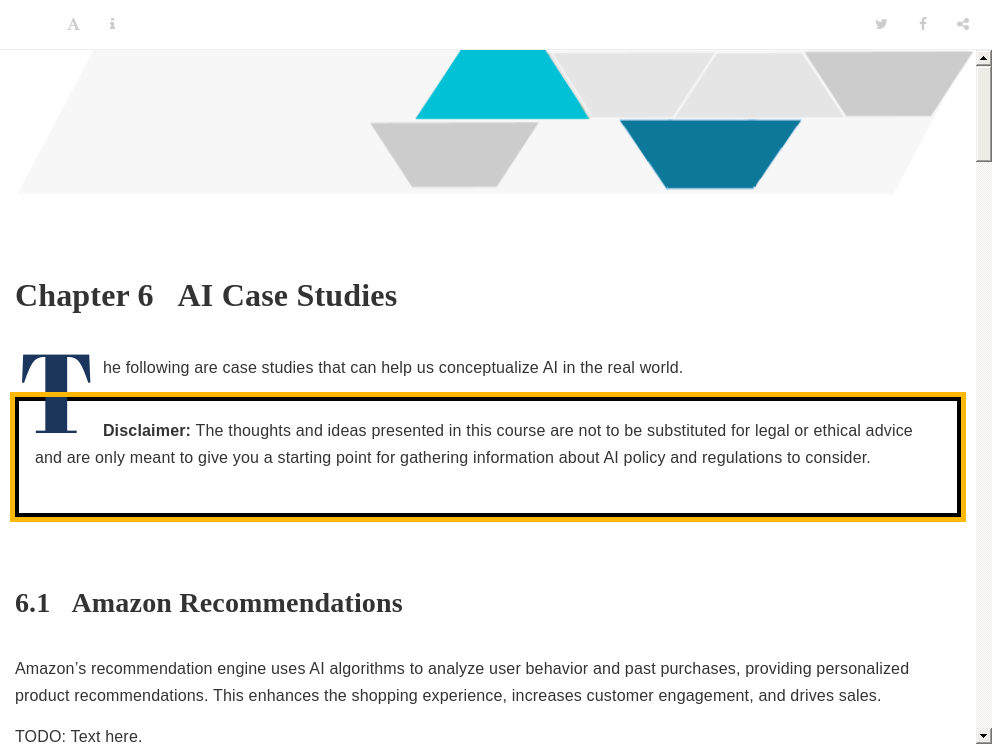 Chapter 6 AI Case Studies
The following are case studies that can help us conceptualize AI in the real world.
Disclaimer: The thoughts and ideas presented in this course are not to be substituted for legal or ethical advice
and are only meant to give you a starting point for gathering information about AI policy and regulations to consider.
6.1 Amazon Recommendations
Amazon’s recommendation engine uses AI algorithms to analyze user behavior and past purchases, providing personalized
product recommendations. This enhances the shopping experience, increases customer engagement, and drives sales.
TODO: Text here.